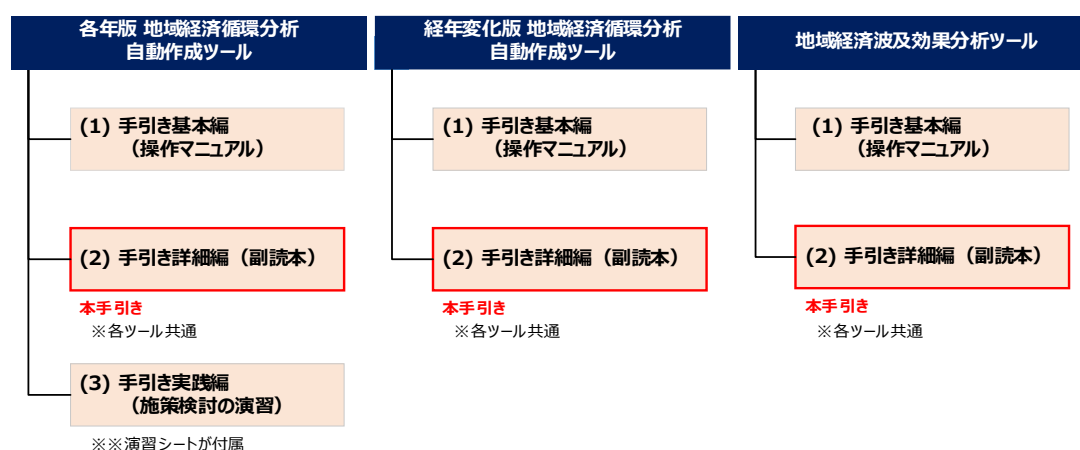 各年版 地域経済循環分析
自動作成ツール
(1) 手引き基本編
（操作マニュアル）
(2) 手引き詳細編（副読本）
本手引き
※各ツール共通
(3) 手引き実践編
（施策検討の演習）
※※演習シートが付属
経年変化版 地域経済循環分析
自動作成ツール
(1) 手引き基本編
（操作マニュアル）
(2) 手引き詳細編（副読本）
本手引き
※各ツール共通
地域経済波及効果分析ツール
(1) 手引き基本編
（操作マニュアル）
(2) 手引き詳細編（副読本）
本手引き
※各ツール共通